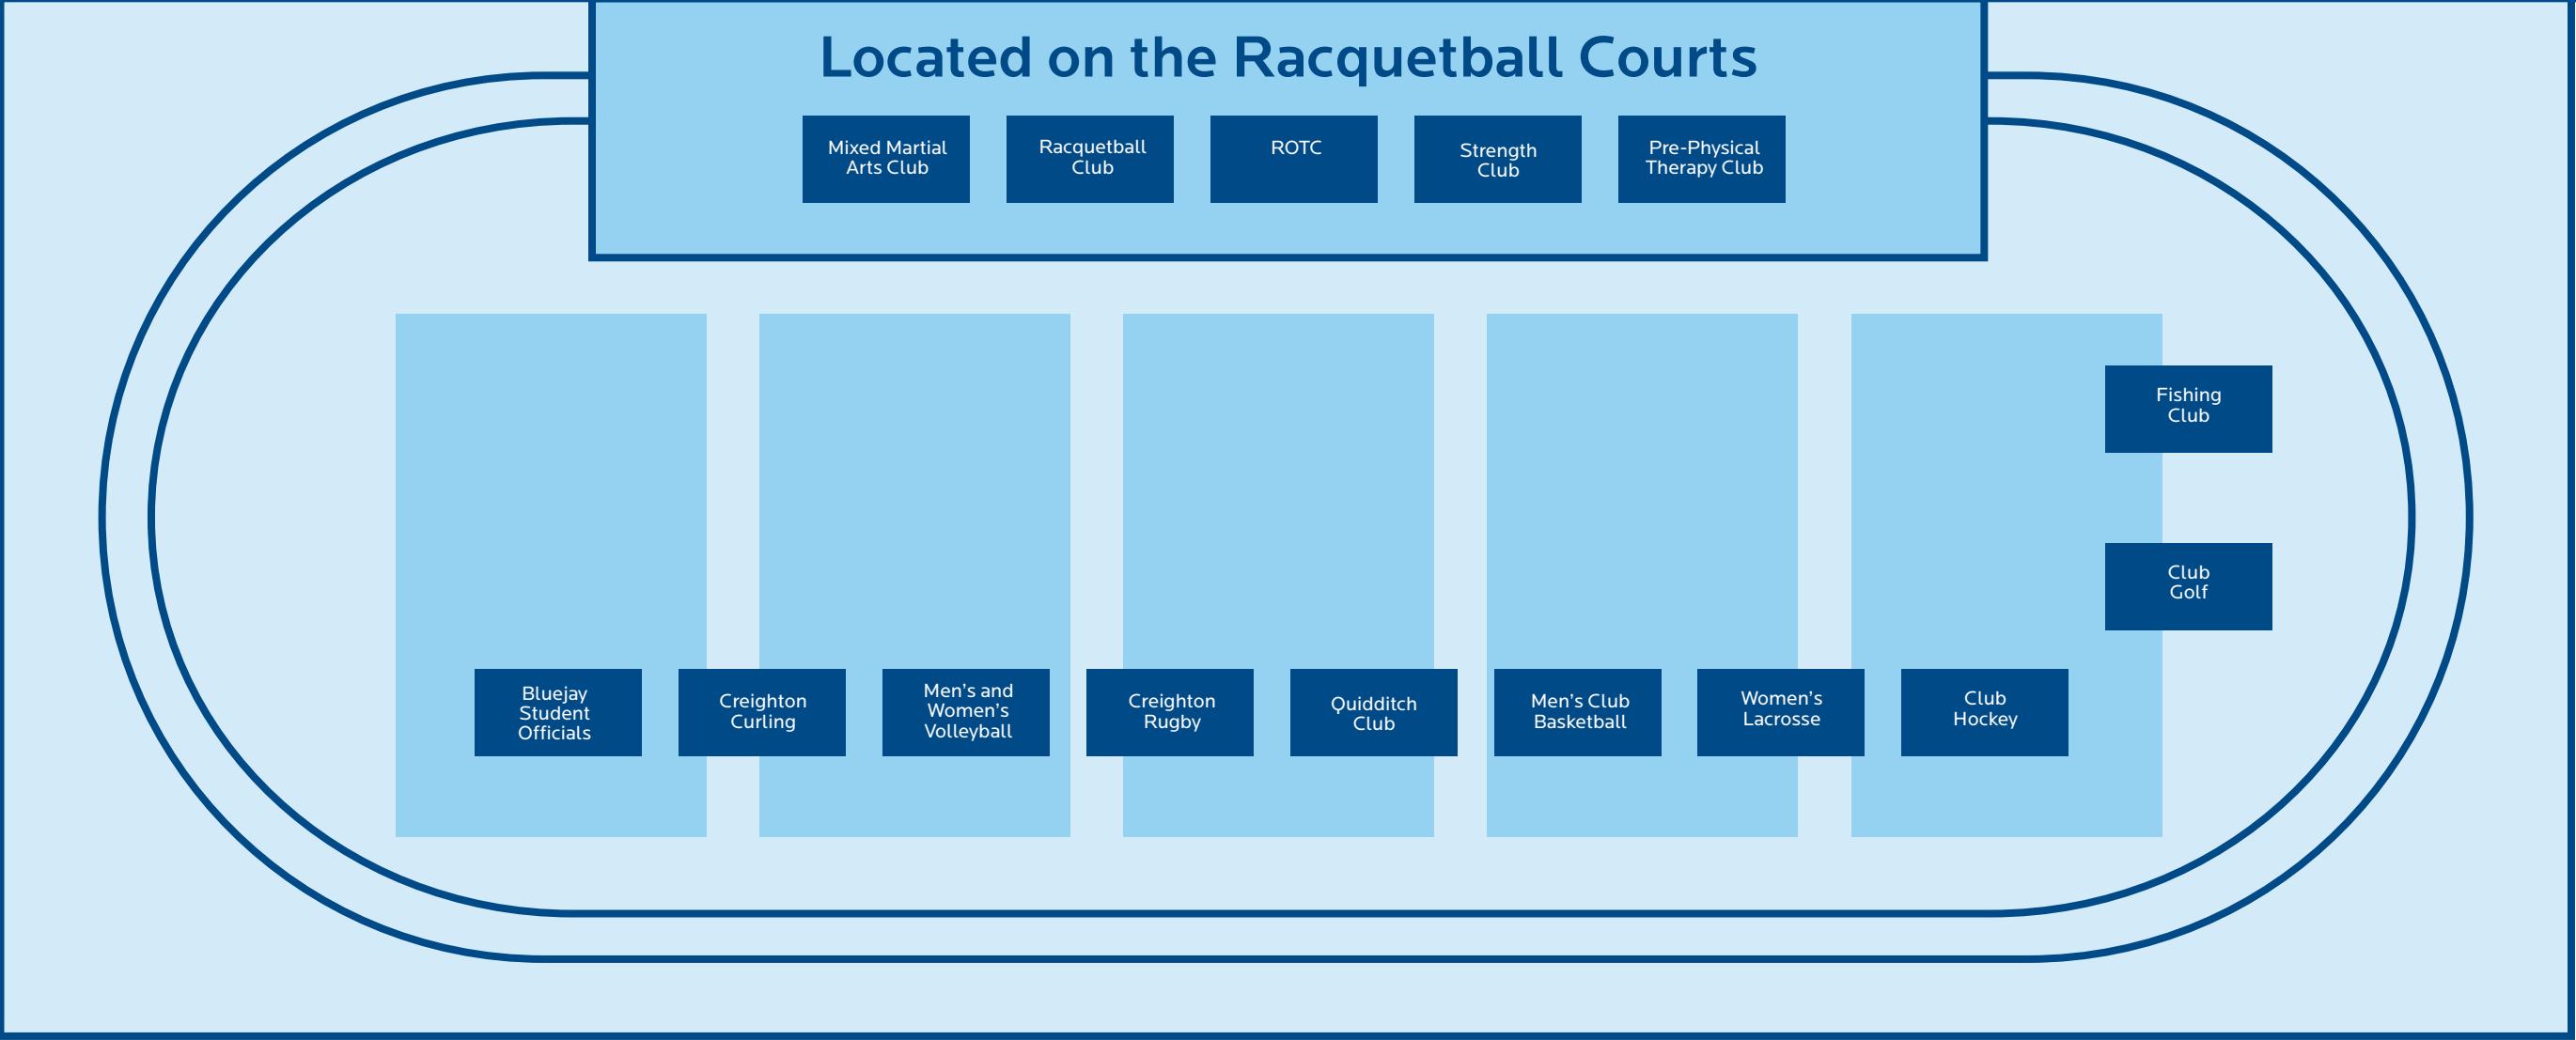 Located on the Racquetball Courts
Mixed Martial
Arts Club
Racquetball
Club
ROTC
Strength
Club
Pre-Physical
Therapy Club
Fishing
Club
Club
Golf
Bluejay
Student
Officials
Creighton
Curling
Men’s and
Women’s
Volleyball
Creighton
Rugby
Quidditch
Club
Men’s Club
Basketball
Women’s
Lacrosse
Club
Hockey